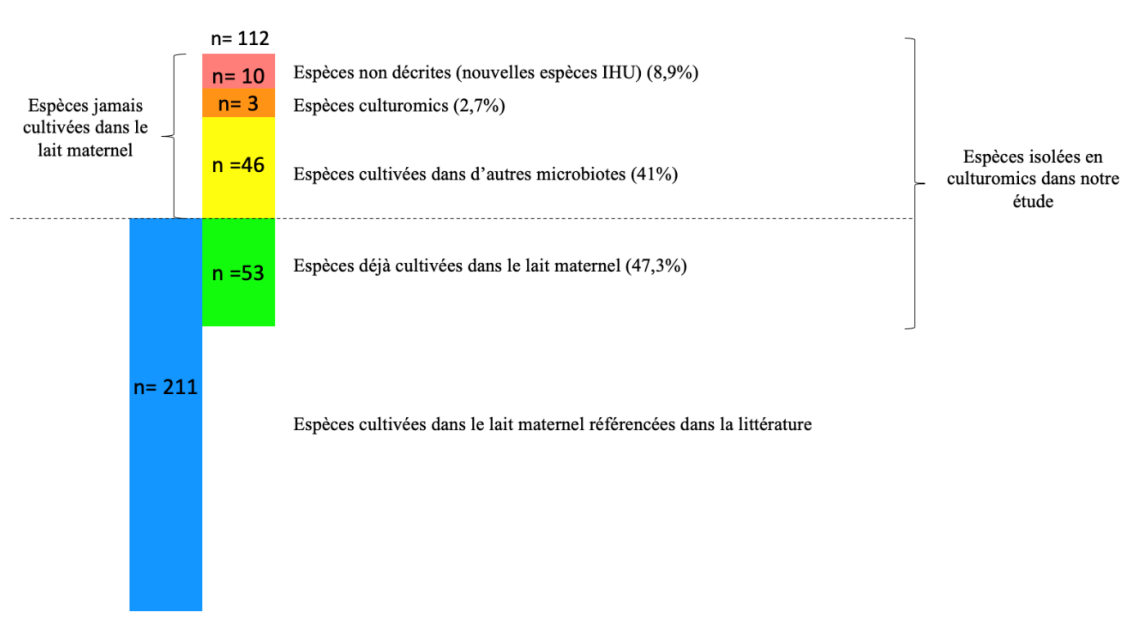 n= 112
n= 10
Espèces non décrites (nouvelles espèces IHU) (8,9%)
n= 3
Espèces culturomics (2,7%)
Espèces jamais
cultivées dans le
lait maternel
n =46
Espèces cultivées dans d’autres microbiotes (41%)
Espèces isolées en
culturomics dans notre
étude
n =53
Espèces déjà cultivées dans le lait maternel (47,3%)
n= 211
Espèces cultivées dans le lait maternel référencées dans la littérature